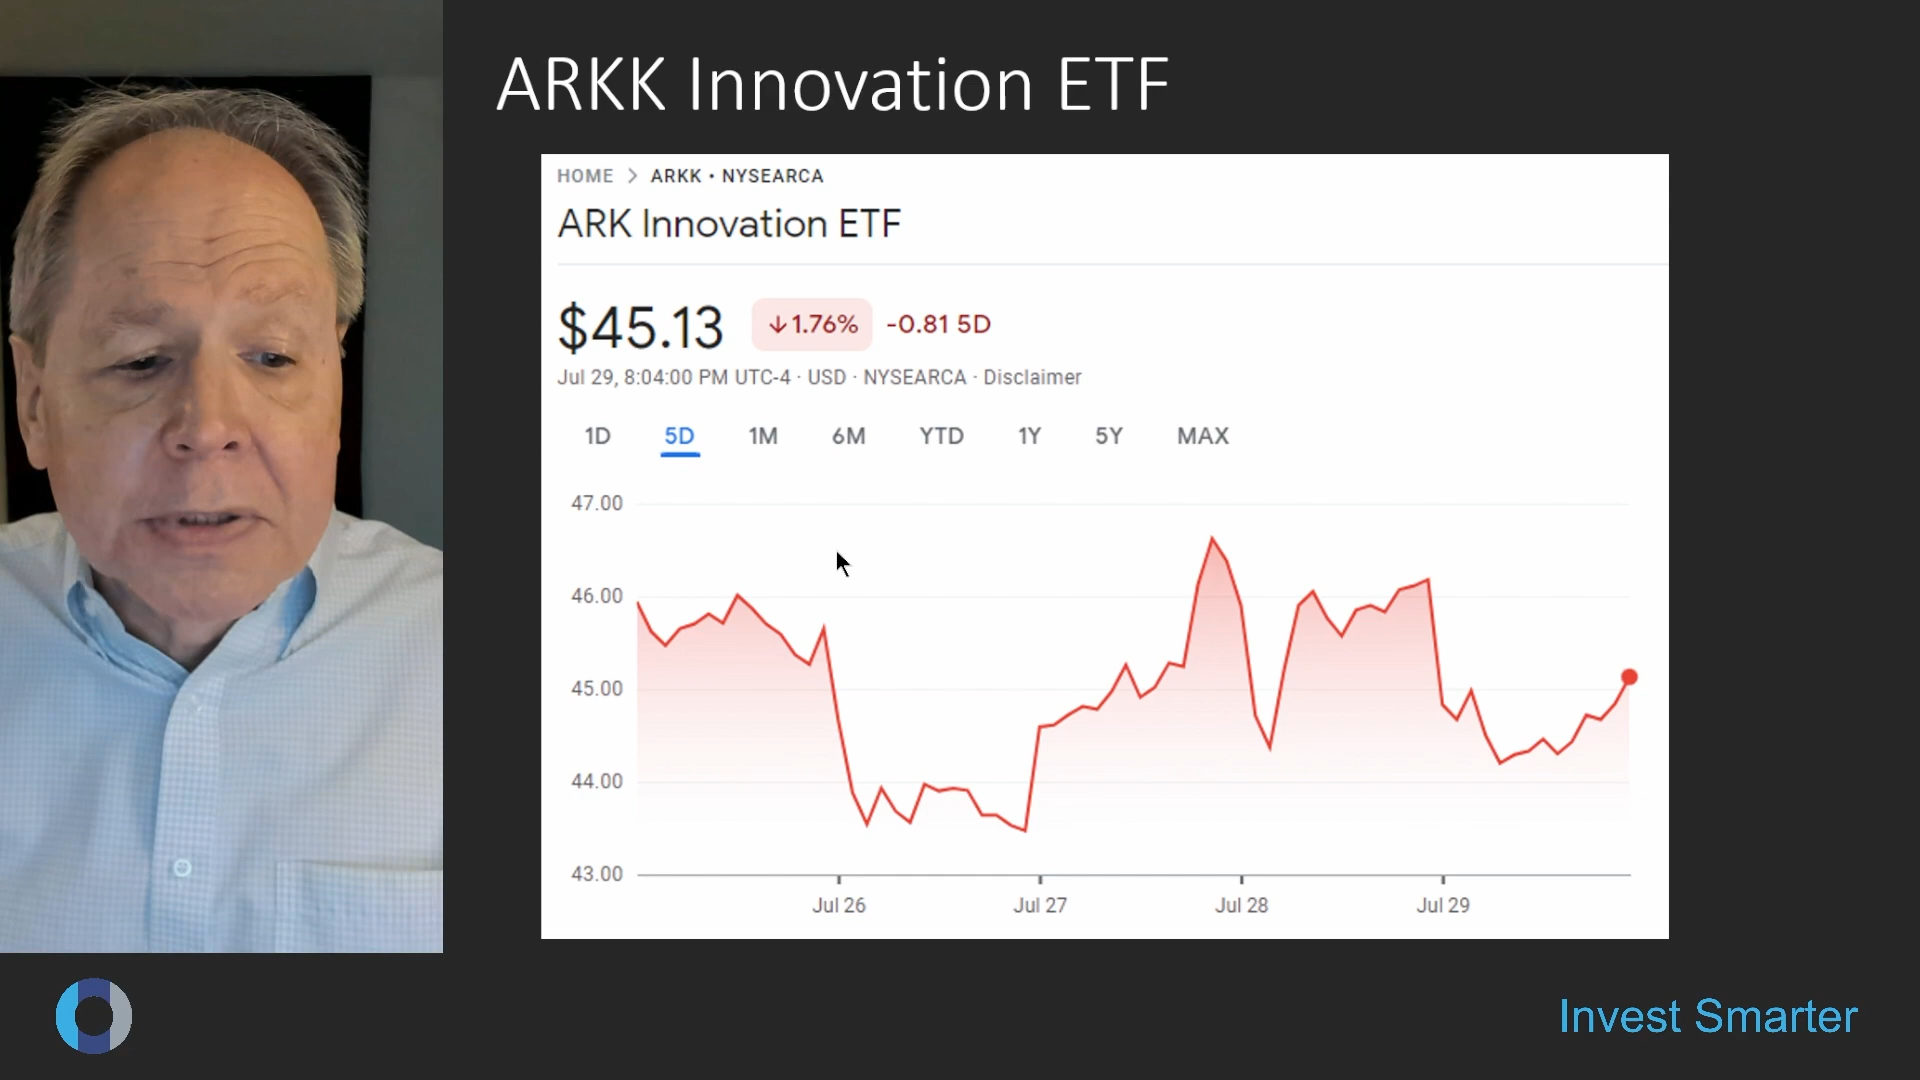 ARKK Innovation ETF
HOME > ARKK • NYSEARCA
ARK Innovation ETF
$45.13 ↓1.76% -0.81 5D
Jul 29, 8:04:00 PM UTC-4 · USD · NYSEARCA · Disclaimer
1D 5D 1M 6M YTD 1Y 5Y MAX
47.00
46.00
45.00
44.00
43.00
Jul 26 Jul 27 Jul 28 Jul 29
Invest Smarter